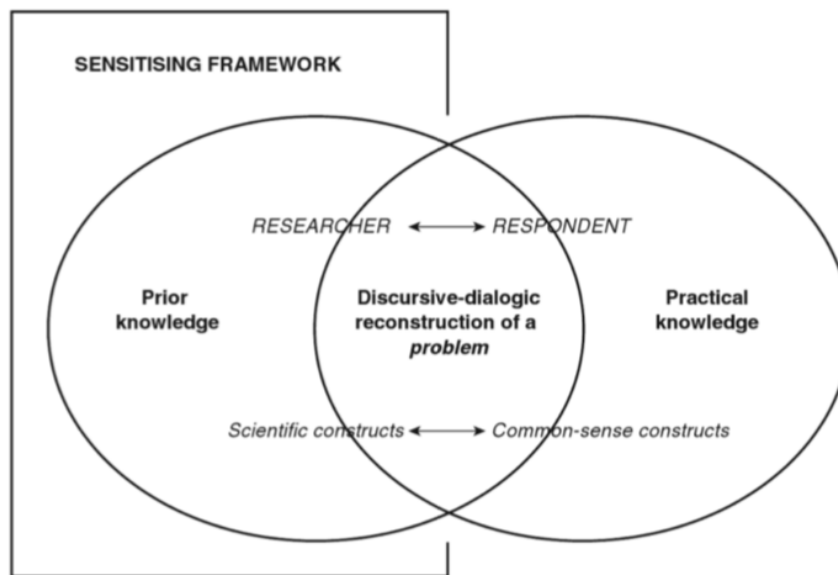 SENSITISING FRAMEWORK
RESEARCHER RESPONDENT
Prior
knowledge
Discursive-dialogic
reconstruction of a
problem
Practical
knowledge
Scientific constructs Common-sense constructs